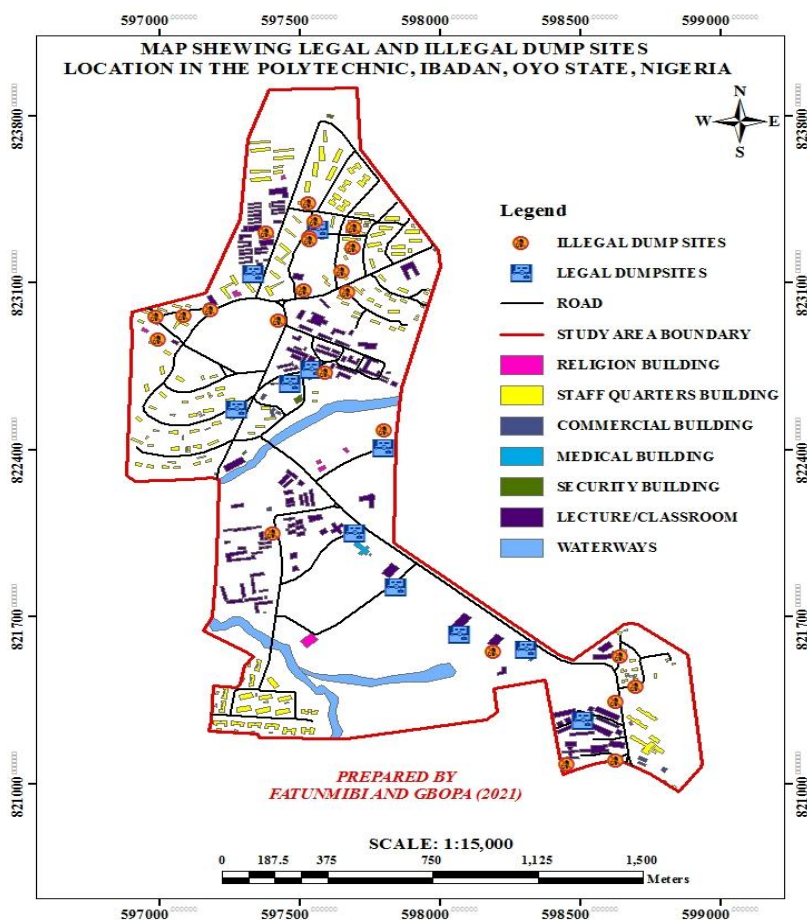 597000 597500 598000 598500 599000
MAP SHEWING LEGAL AND ILLEGAL DUMP SITES
LOCATION IN THE POLYTECHNIC, IBADAN, OYO STATE, NIGERIA
N
W E
S
823800 823800
Legend
ILLEGAL DUMP SITES
LEGAL DUMPSITES
823100 823100
ROAD
STUDY AREA BOUNDARY
RELIGION BUILDING
STAFF QUARTERS BUILDING
COMMERCIAL BUILDING
822400 822400
MEDICAL BUILDING
SECURITY BUILDING
LECTURE/CLASSROOM
WATERWAYS
821700 821700
821000 821000
PREPARED BY
FATUNMIBI AND GBOPA (2021)
SCALE: 1:15,000
0 187.5 375 750 1,125 1,500
Meters
597000 597500 598000 598500 599000